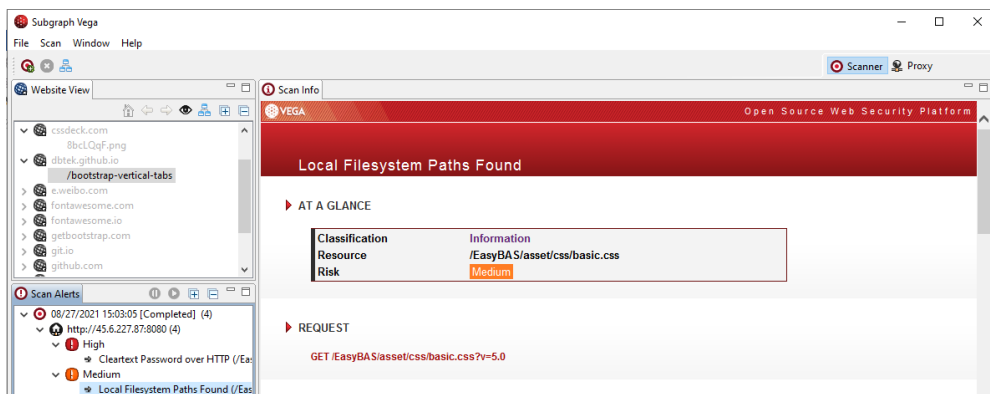 Subgraph Vega
File Scan Window Help
Scanner Proxy
Website View
cssdeck.com
8bcLQqF.png
dbtek.github.io
/bootstrap-vertical-tabs
e.weibo.com
fontawesome.com
fontawesome.io
getbootstrap.com
git.io
github.com
Scan Alerts
08/27/2021 15:03:05 [Completed] (4)
http://45.6.227.87:8080 (4)
High
Cleartext Password over HTTP (/Eas
Medium
Local Filesystem Paths Found (/Eas
Scan Info
VEGA Open Source Web Security Platform
Local Filesystem Paths Found
AT A GLANCE
Classification Information
Resource /EasyBAS/asset/css/basic.css
Risk Medium
REQUEST
GET /EasyBAS/asset/css/basic.css?v=5.0